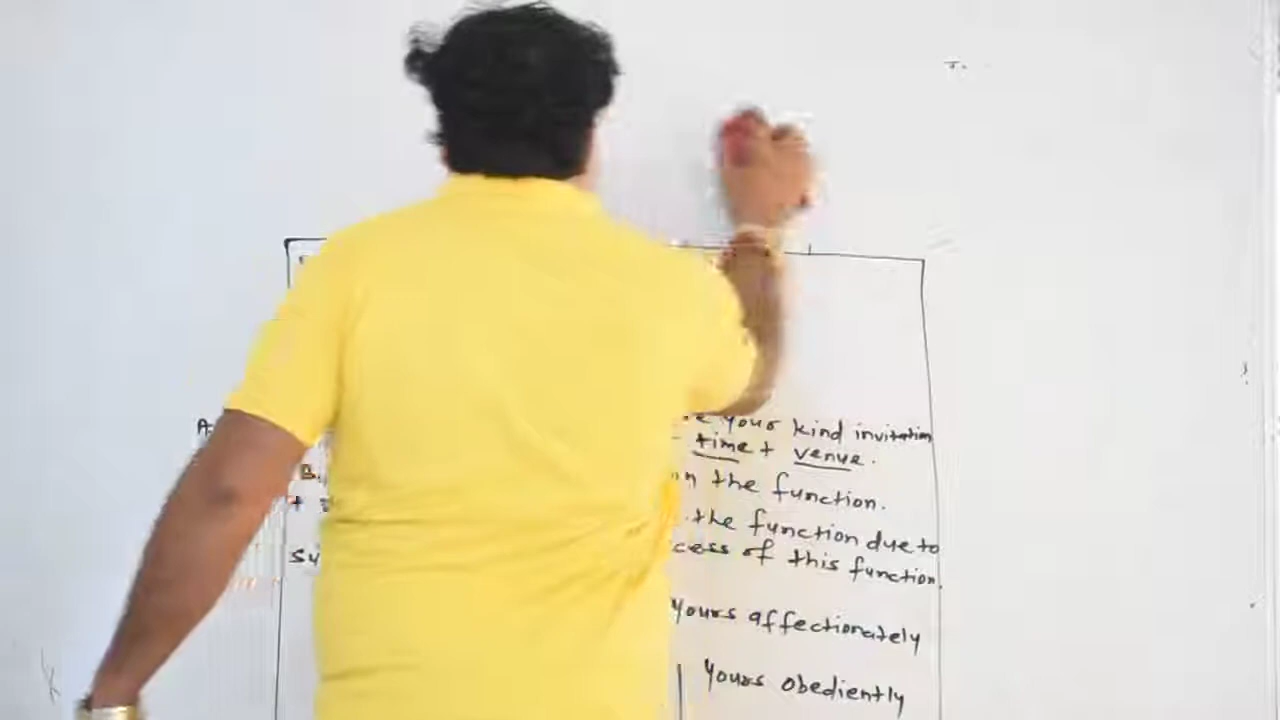 A.
your kind invitation
time + venue.
B. in the function.
+ the function due to
cess of this function.
Yours affectionately
Yours obediently